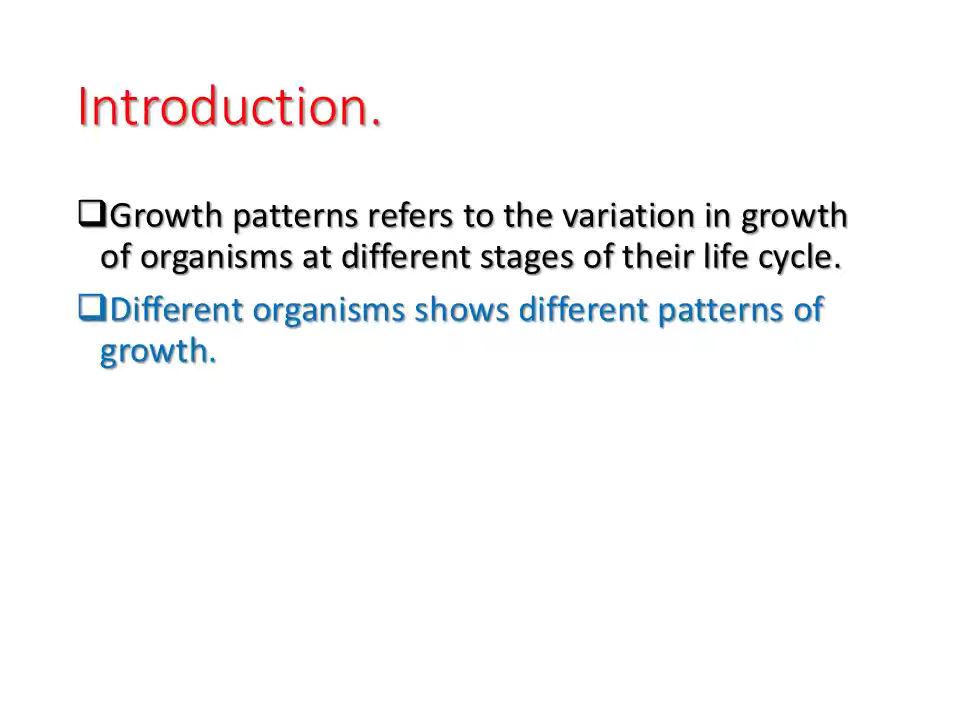 Introduction.
❑Growth patterns refers to the variation in growth
of organisms at different stages of their life cycle.
❑Different organisms shows different patterns of
growth.